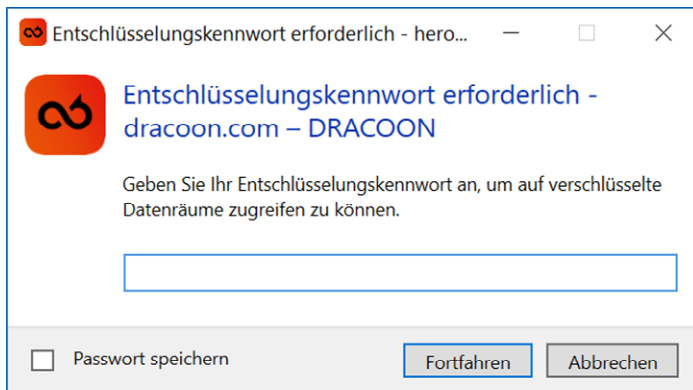 Entschlüsselungskennwort erforderlich - hero...
Entschlüsselungskennwort erforderlich -
dracoon.com – DRACOON
Geben Sie Ihr Entschlüsselungskennwort an, um auf verschlüsselte
Datenräume zugreifen zu können.
Passwort speichern
Fortfahren
Abbrechen